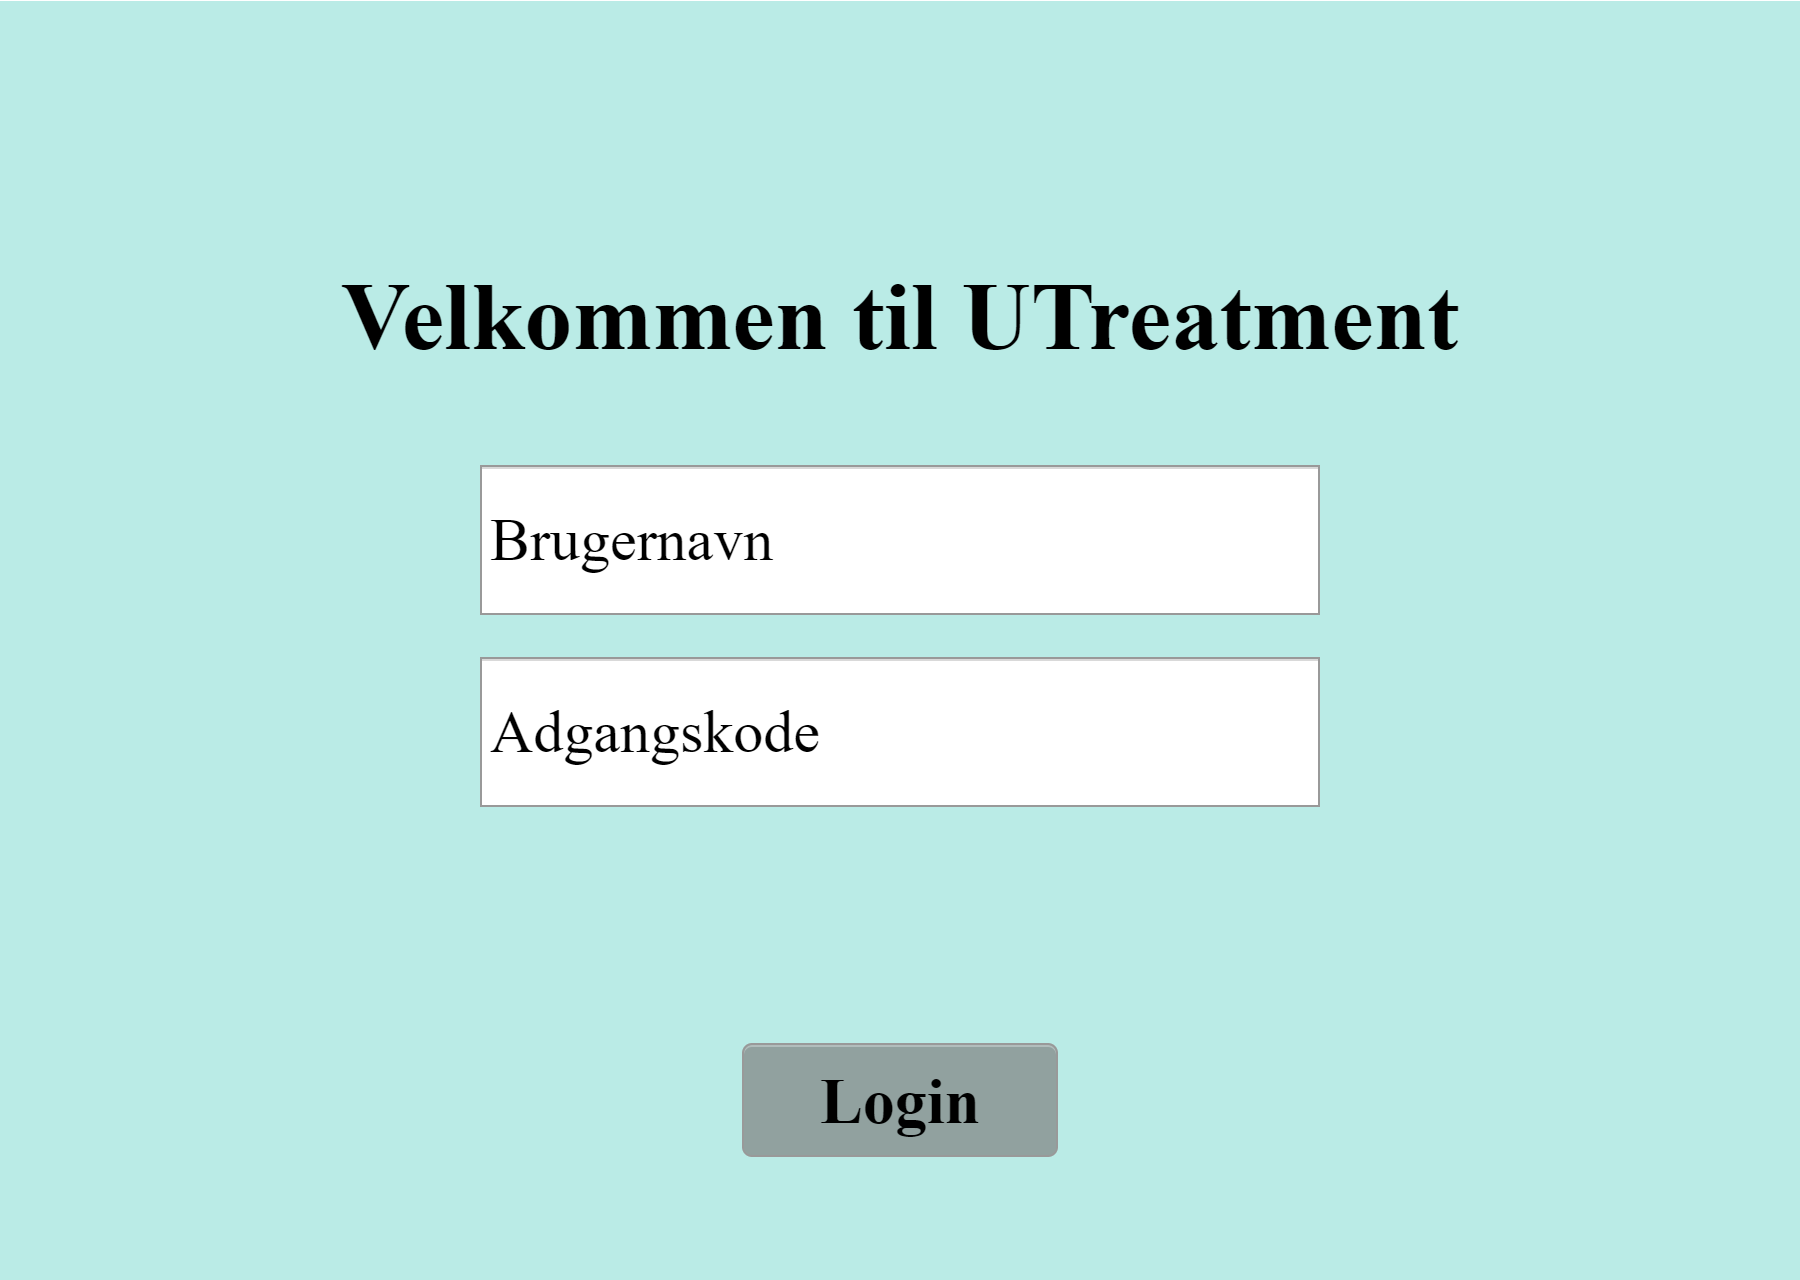 Velkommen til UTreatment
Brugernavn
Adgangskode
Login